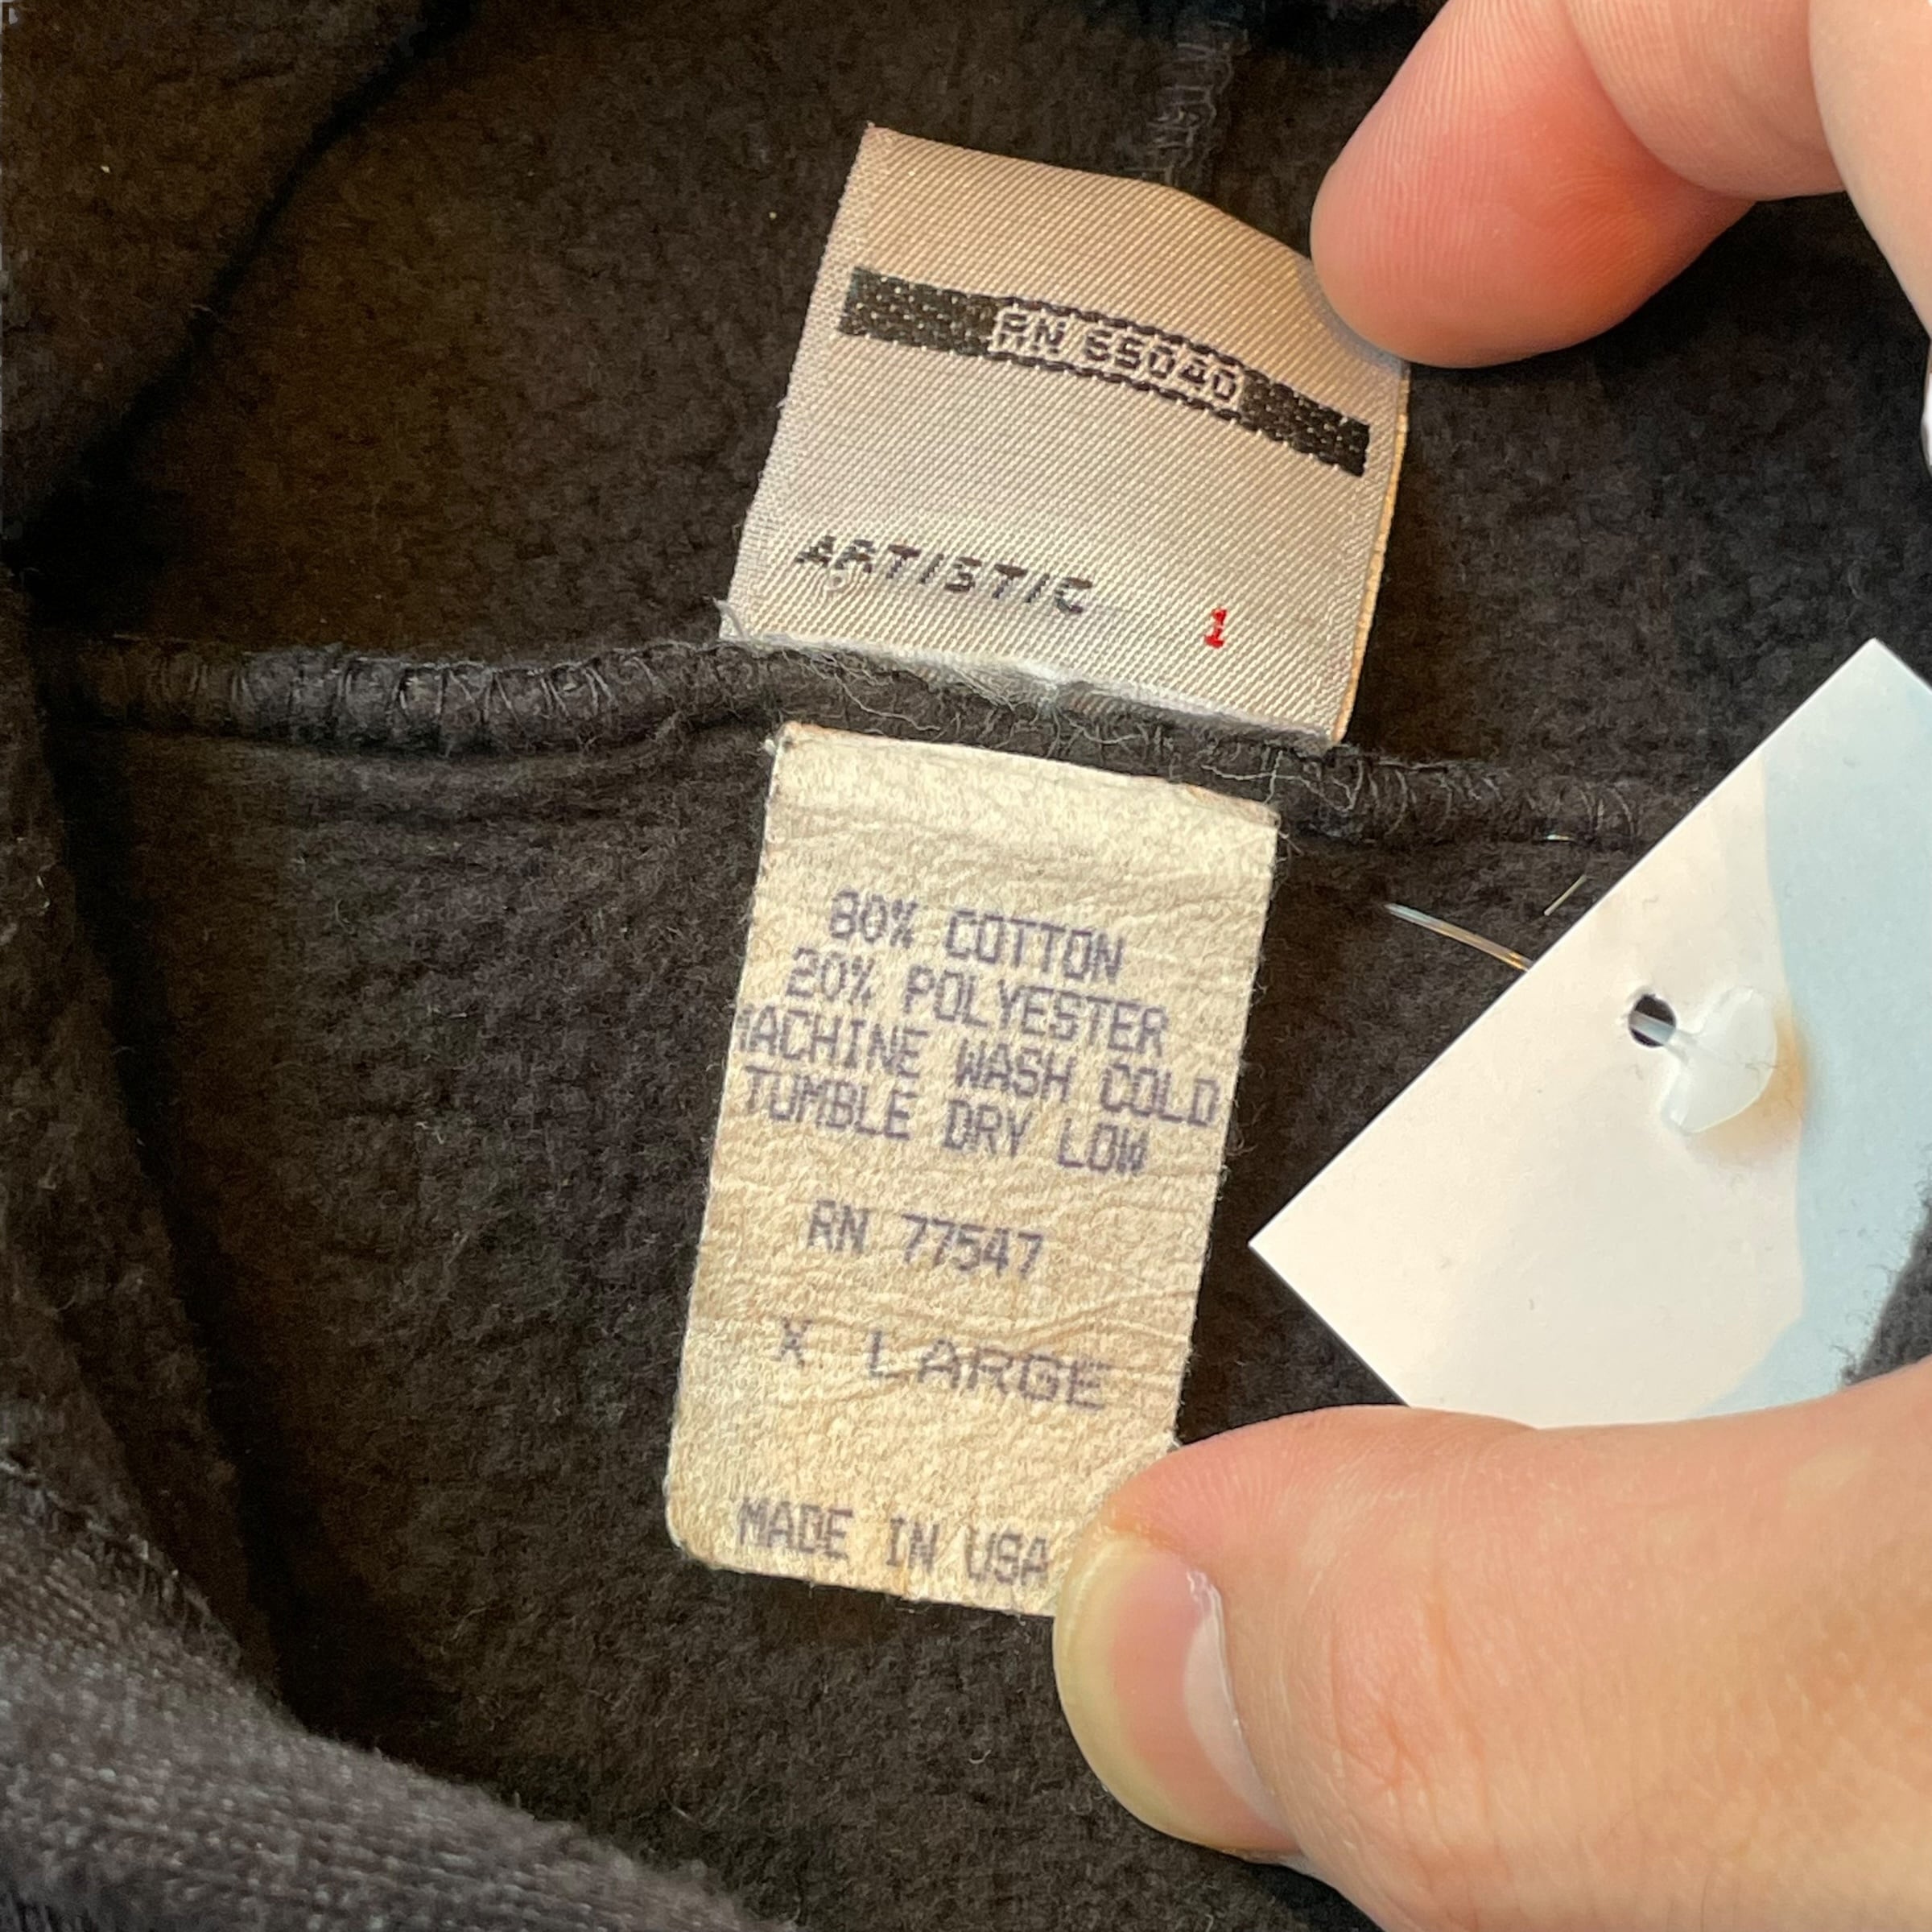 RN 55040
ARTISTIC 1
80% COTTON
20% POLYESTER
MACHINE WASH COLD
TUMBLE DRY LOW
RN 77547
X LARGE
MADE IN USA